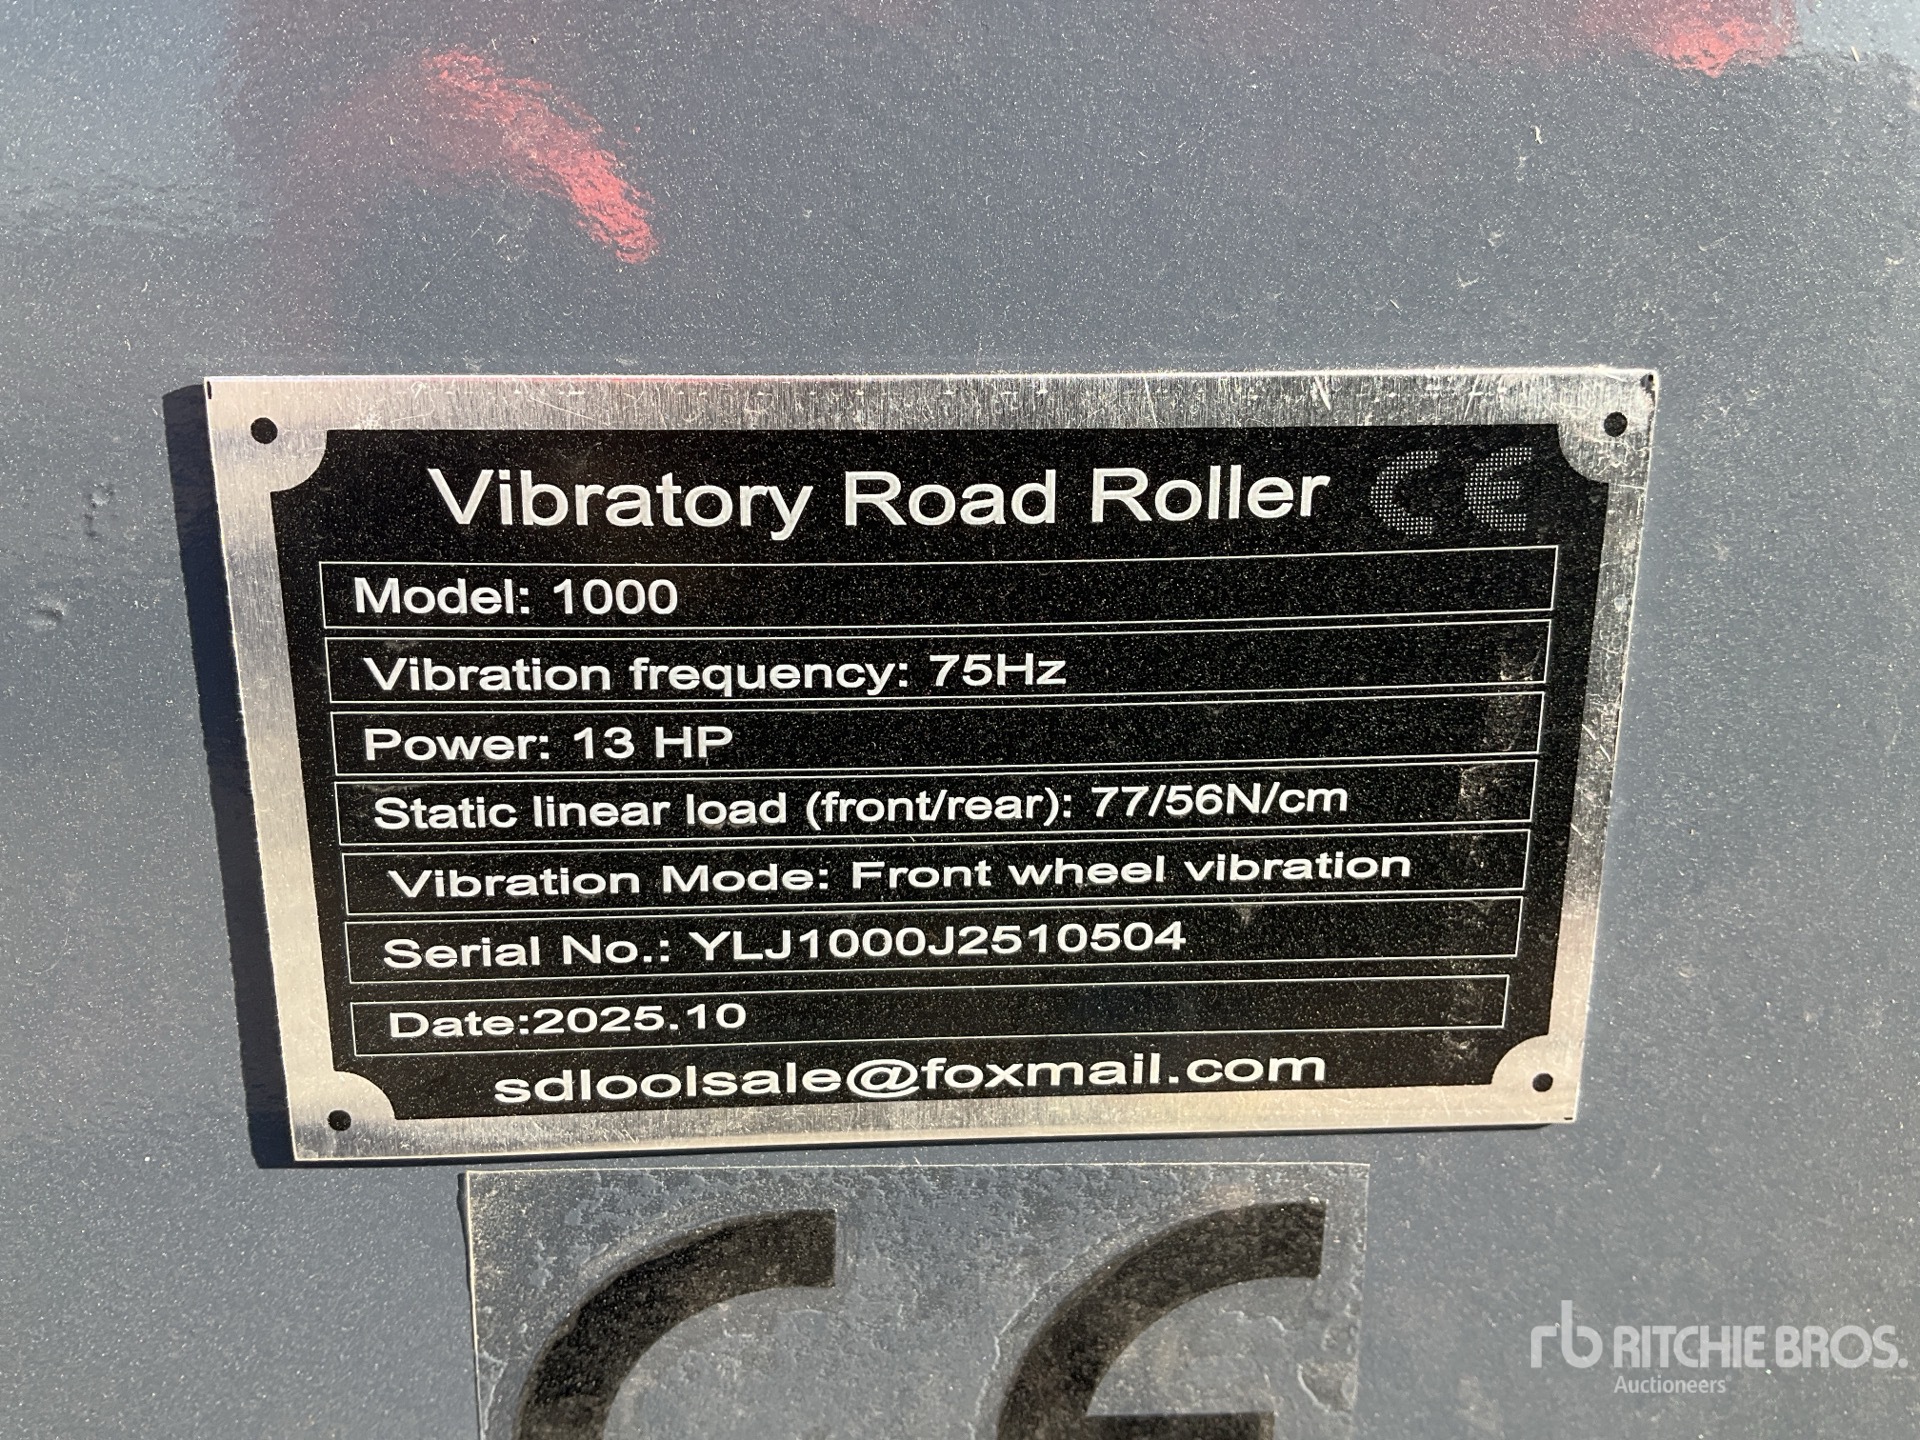 Vibratory Road Roller CE
Model: 1000
Vibration frequency: 75Hz
Power: 13 HP
Static linear load (front/rear): 77/56N/cm
Vibration Mode: Front wheel vibration
Serial No.: YLJ1000J2510504
Date:2025.10
sdloolsale@foxmail.com
CE
rb RITCHIE BROS.
Auctioneers